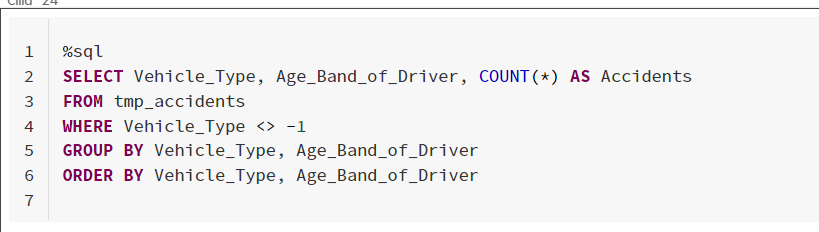 Cmd 24
1 %sql
2 SELECT Vehicle_Type, Age_Band_of_Driver, COUNT(*) AS Accidents
3 FROM tmp_accidents
4 WHERE Vehicle_Type <> -1
5 GROUP BY Vehicle_Type, Age_Band_of_Driver
6 ORDER BY Vehicle_Type, Age_Band_of_Driver
7